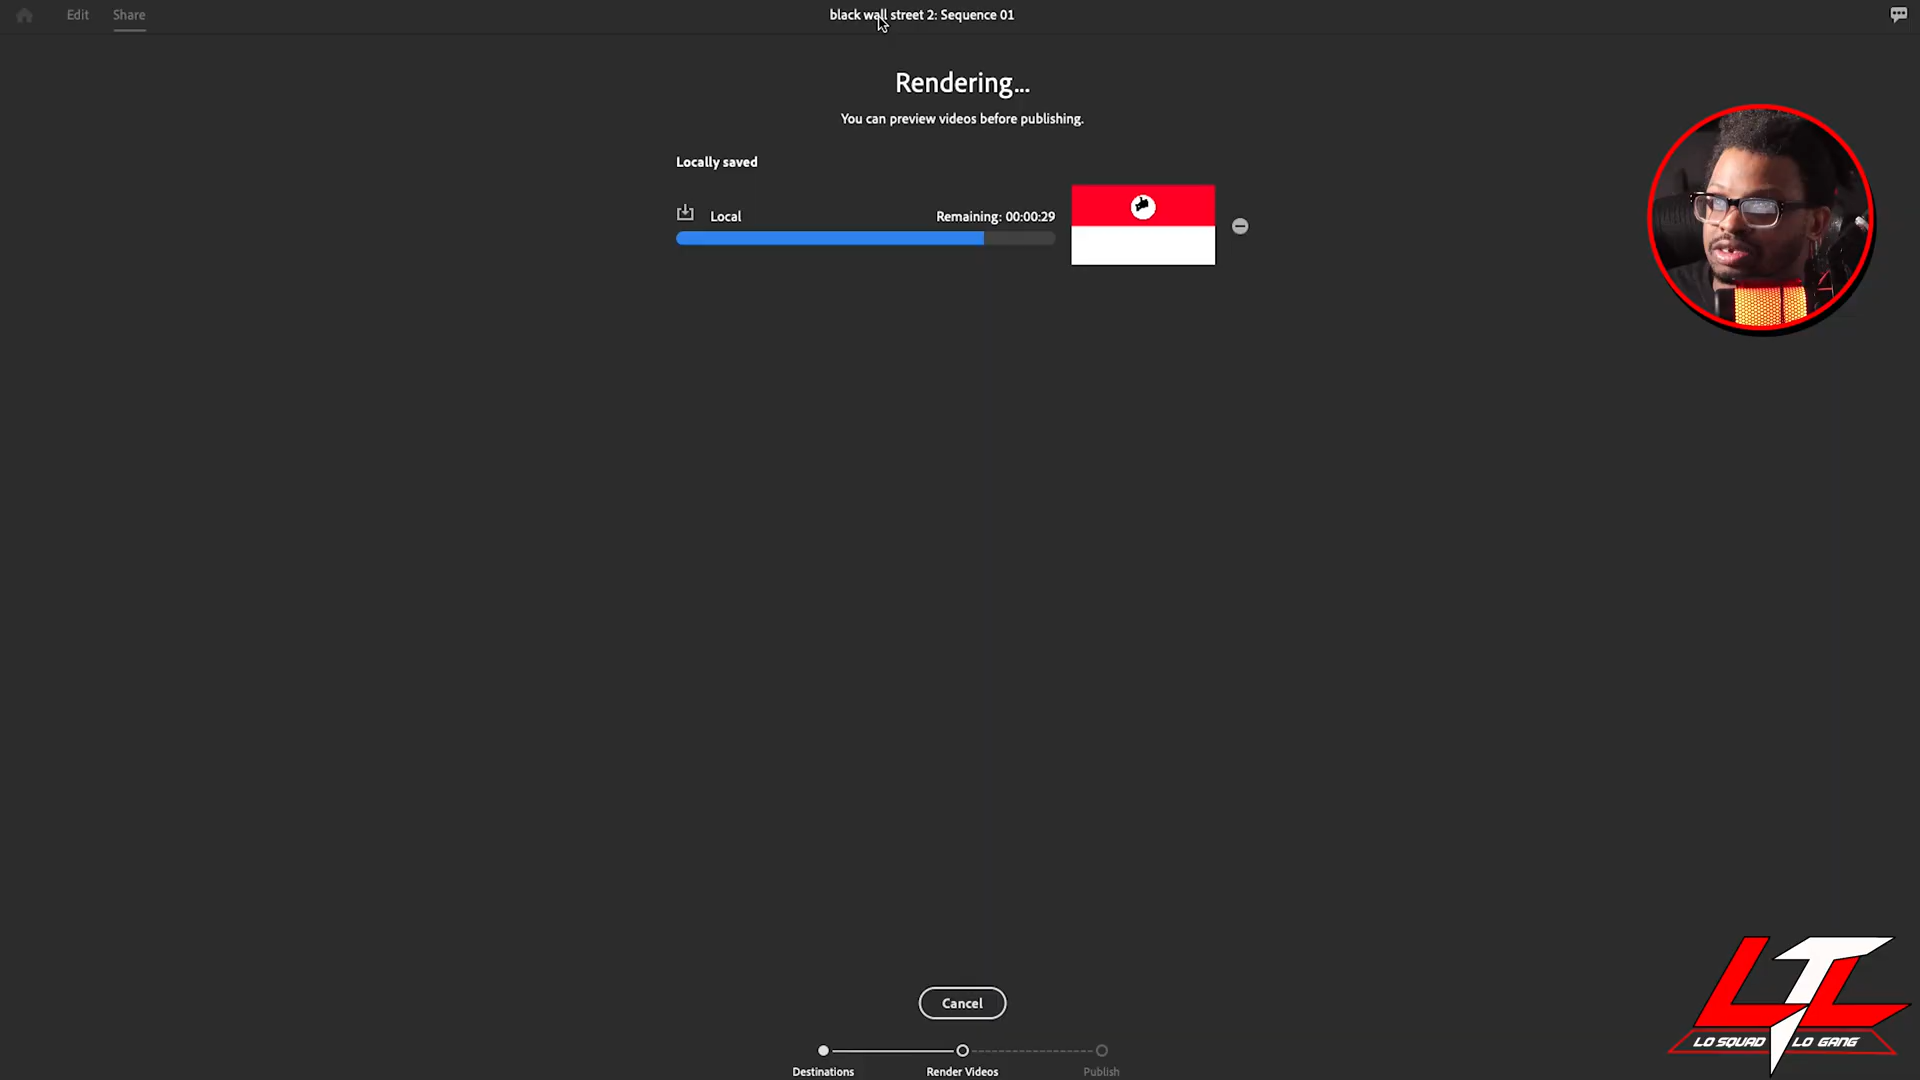 Edit
Share
black wall street 2: Sequence 01
Rendering...
You can preview videos before publishing.
Locally saved
Local
Remaining: 00:00:29
Cancel
Destinations
Render Videos
Publish
LTL
LO SQUAD LO GANG